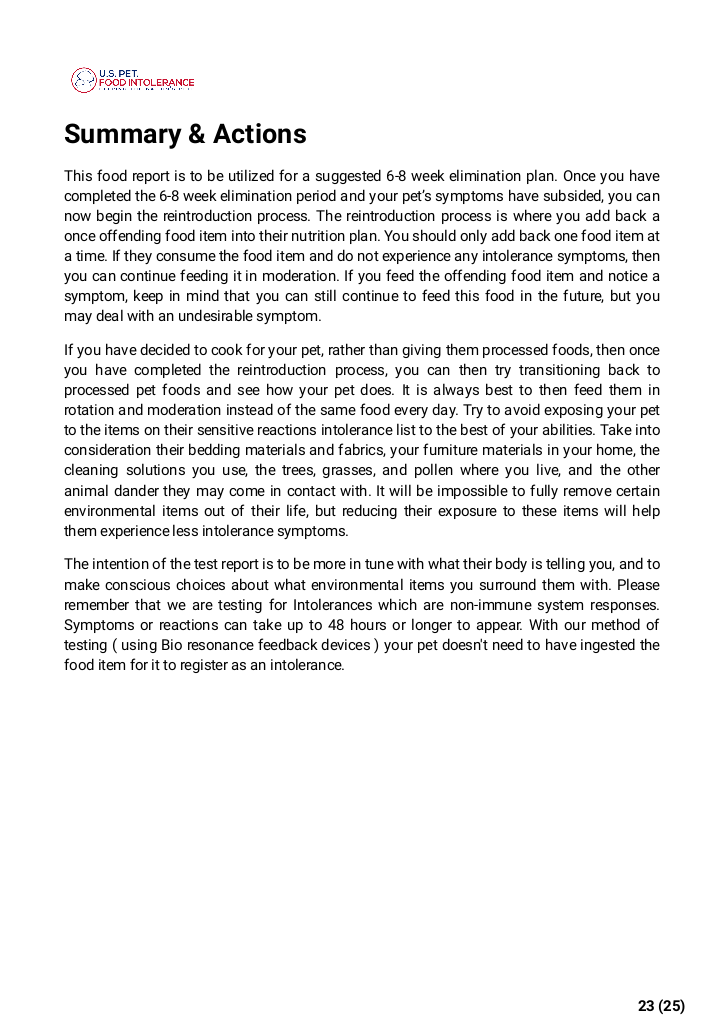 U.S. PET.
FOOD INTOLERANCE
Summary & Actions
This food report is to be utilized for a suggested 6-8 week elimination plan. Once you have
completed the 6-8 week elimination period and your pet’s symptoms have subsided, you can
now begin the reintroduction process. The reintroduction process is where you add back a
once offending food item into their nutrition plan. You should only add back one food item at
a time. If they consume the food item and do not experience any intolerance symptoms, then
you can continue feeding it in moderation. If you feed the offending food item and notice a
symptom, keep in mind that you can still continue to feed this food in the future, but you
may deal with an undesirable symptom.
If you have decided to cook for your pet, rather than giving them processed foods, then once
you have completed the reintroduction process, you can then try transitioning back to
processed pet foods and see how your pet does. It is always best to then feed them in
rotation and moderation instead of the same food every day. Try to avoid exposing your pet
to the items on their sensitive reactions intolerance list to the best of your abilities. Take into
consideration their bedding materials and fabrics, your furniture materials in your home, the
cleaning solutions you use, the trees, grasses, and pollen where you live, and the other
animal dander they may come in contact with. It will be impossible to fully remove certain
environmental items out of their life, but reducing their exposure to these items will help
them experience less intolerance symptoms.
The intention of the test report is to be more in tune with what their body is telling you, and to
make conscious choices about what environmental items you surround them with. Please
remember that we are testing for Intolerances which are non-immune system responses.
Symptoms or reactions can take up to 48 hours or longer to appear. With our method of
testing ( using Bio resonance feedback devices ) your pet doesn't need to have ingested the
food item for it to register as an intolerance.
23 (25)